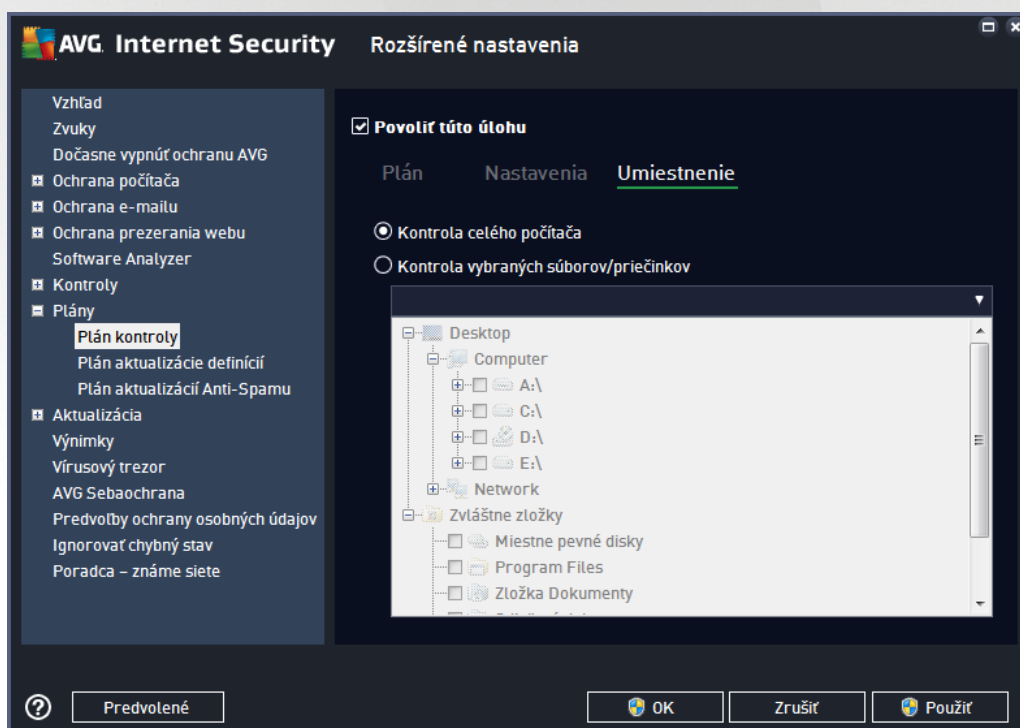 AVG. Internet Security Rozšírené nastavenia
Vzhľad
Zvuky
Dočasne vypnúť ochranu AVG
Ochrana počítača
Ochrana e-mailu
Ochrana prezerania webu
Software Analyzer
Kontroly
Plány
Plán kontroly
Plán aktualizácie definícií
Plán aktualizácií Anti-Spamu
Aktualizácia
Výnimky
Vírusový trezor
AVG Sebaochrana
Predvoľby ochrany osobných údajov
Ignorovať chybný stav
Poradca – známe siete
Povoliť túto úlohu
Plán Nastavenia Umiestnenie
Kontrola celého počítača
Kontrola vybraných súborov/priečinkov
Desktop
Computer
A:\
C:\
D:\
E:\
Network
Zvláštne zložky
Miestne pevné disky
Program Files
Zložka Dokumenty
Predvolené
OK
Zrušiť
Použiť